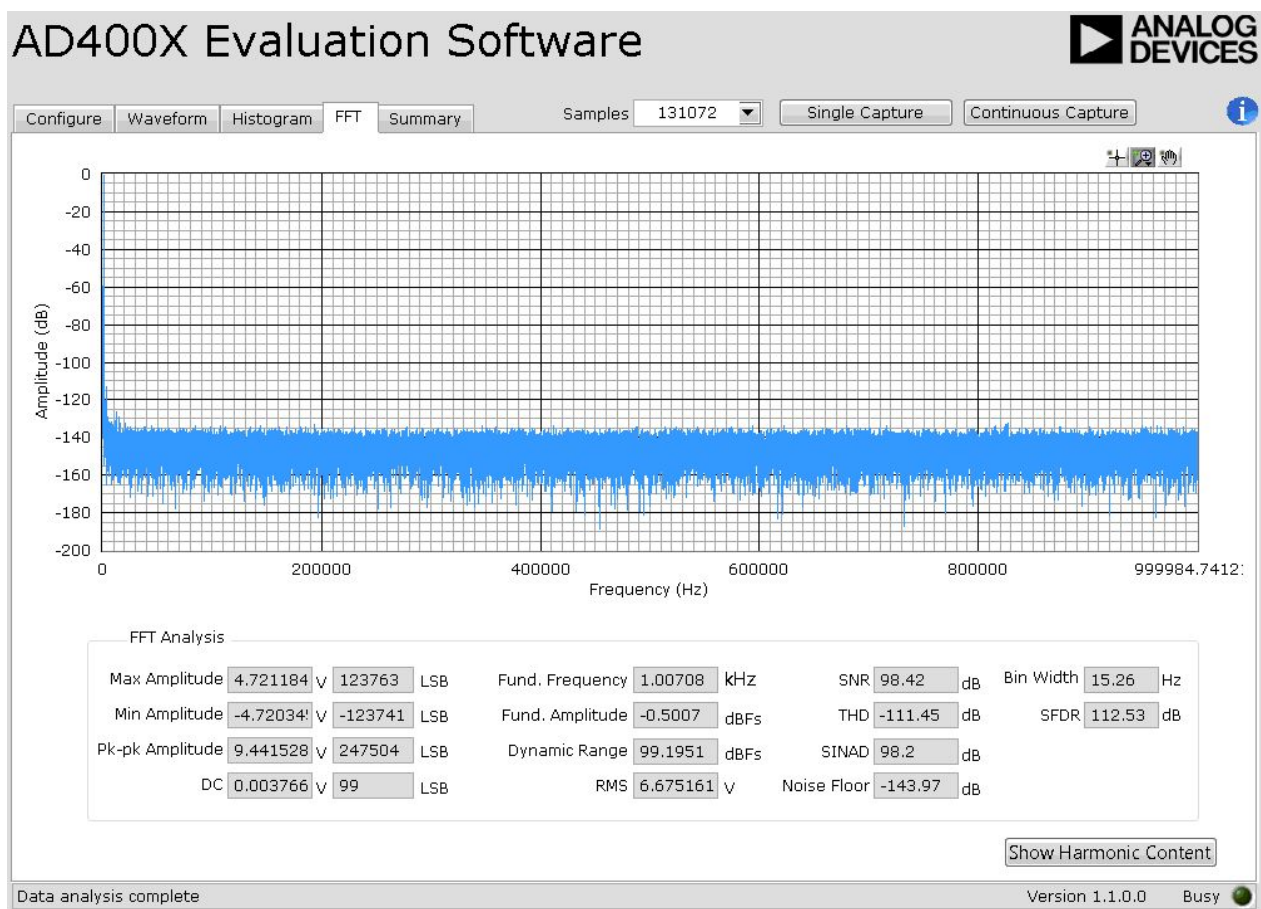 AD400X Evaluation Software
ANALOG
DEVICES
Configure Waveform Histogram FFT Summary Samples 131072 Single Capture Continuous Capture i
0
-20
-40
-60
-80
-100
-120
-140
-160
-180
-200
Amplitude (dB)
0 200000 400000 600000 800000 999984.74121
Frequency (Hz)
FFT Analysis
Max Amplitude 4.721184 V 123763 LSB Fund. Frequency 1.00708 kHz SNR 98.42 dB Bin Width 15.26 Hz
Min Amplitude -4.72034 V -123741 LSB Fund. Amplitude -0.5007 dBFs THD -111.45 dB SFDR 112.53 dB
Pk-pk Amplitude 9.441528 V 247504 LSB Dynamic Range 99.1951 dBFs SINAD 98.2 dB
DC 0.003766 V 99 LSB RMS 6.675161 V Noise Floor -143.97 dB
Show Harmonic Content
Data analysis complete Version 1.1.0.0 Busy